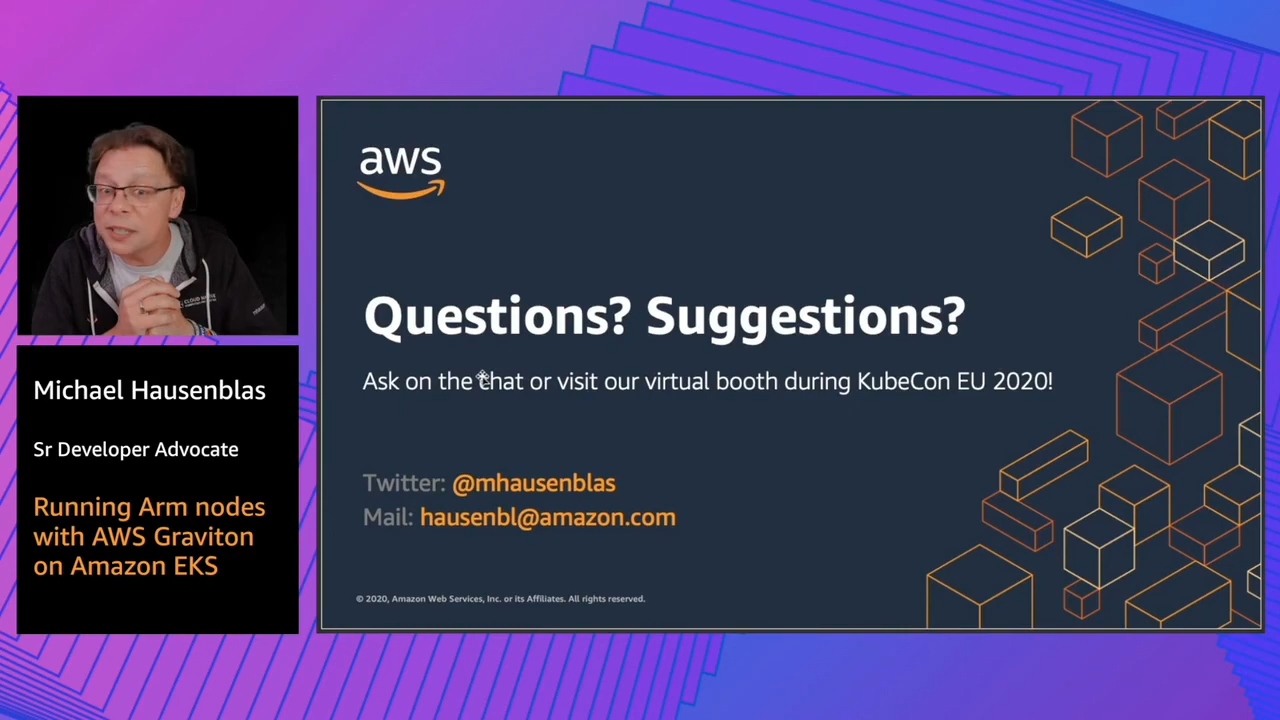 Michael Hausenblas
Sr Developer Advocate
Running Arm nodes
with AWS Graviton
on Amazon EKS
aws
Questions? Suggestions?
Ask on the chat or visit our virtual booth during KubeCon EU 2020!
Twitter: @mhausenblas
Mail: hausenbl@amazon.com
© 2020, Amazon Web Services, Inc. or its Affiliates. All rights reserved.